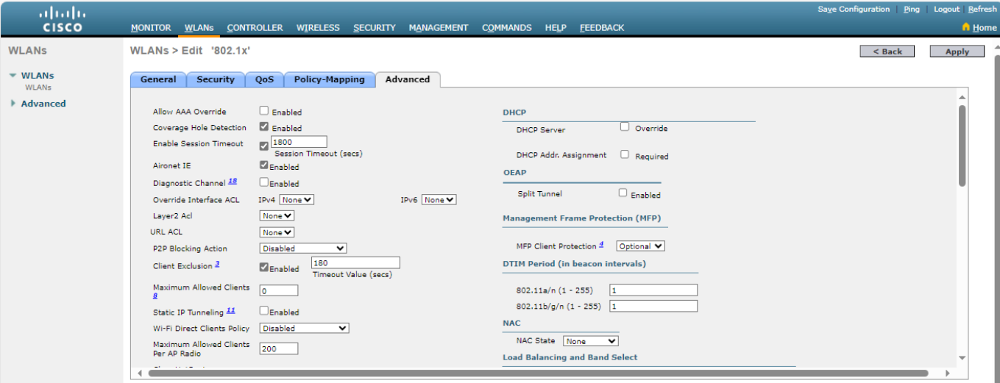 Save Configuration | Ping | Logout | Refresh
CISCO
MONITOR WLANs CONTROLLER WIRELESS SECURITY MANAGEMENT COMMANDS HELP FEEDBACK
Home
WLANs
WLANs > Edit '802.1x'
< Back
Apply
WLANs
WLANs
Advanced
General
Security
QoS
Policy-Mapping
Advanced
Allow AAA Override Enabled
Coverage Hole Detection Enabled
Enable Session Timeout 1800
Session Timeout (secs)
Aironet IE Enabled
Diagnostic Channel 18 Enabled
Override Interface ACL IPv4 None IPv6 None
Layer2 Acl None
URL ACL None
P2P Blocking Action Disabled
Client Exclusion 3 Enabled 180
Timeout Value (secs)
Maximum Allowed Clients
8
0
Static IP Tunneling 11 Enabled
Wi-Fi Direct Clients Policy Disabled
Maximum Allowed Clients
Per AP Radio
200
DHCP
DHCP Server Override
DHCP Addr. Assignment Required
OEAP
Split Tunnel Enabled
Management Frame Protection (MFP)
MFP Client Protection 4 Optional
DTIM Period (in beacon intervals)
802.11a/n (1 - 255) 1
802.11b/g/n (1 - 255) 1
NAC
NAC State None
Load Balancing and Band Select